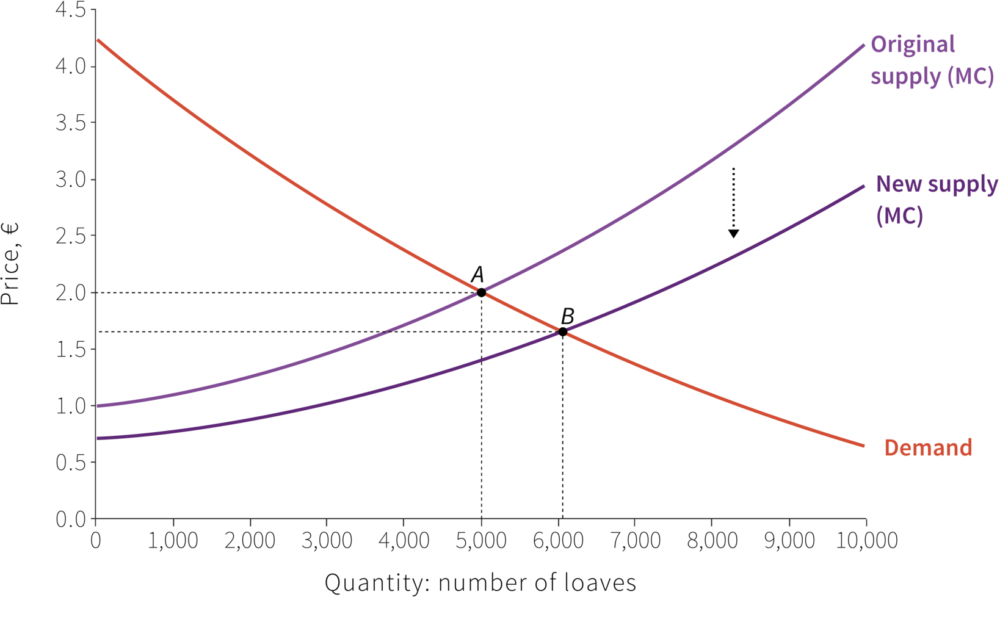 4.5
4.0
3.5
3.0
2.5
2.0
1.5
1.0
0.5
0.0
Price, €
Original
supply (MC)
New supply
(MC)
A
B
Demand
0 1,000 2,000 3,000 4,000 5,000 6,000 7,000 8,000 9,000 10,000
Quantity: number of loaves